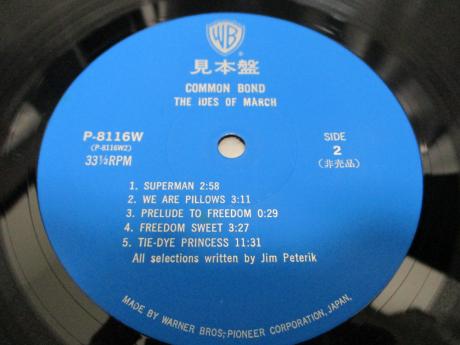 WB
見本盤
COMMON BOND
THE IDES OF MARCH
P-8116W
(P-8116W2)
33⅓RPM
SIDE
2
(非売品)
1. SUPERMAN 2:58
2. WE ARE PILLOWS 3:11
3. PRELUDE TO FREEDOM 0:29
4. FREEDOM SWEET 3:27
5. TIE-DYE PRINCESS 11:31
All selections written by Jim Peterik
MADE BY WARNER BROS.-PIONEER CORPORATION, JAPAN.